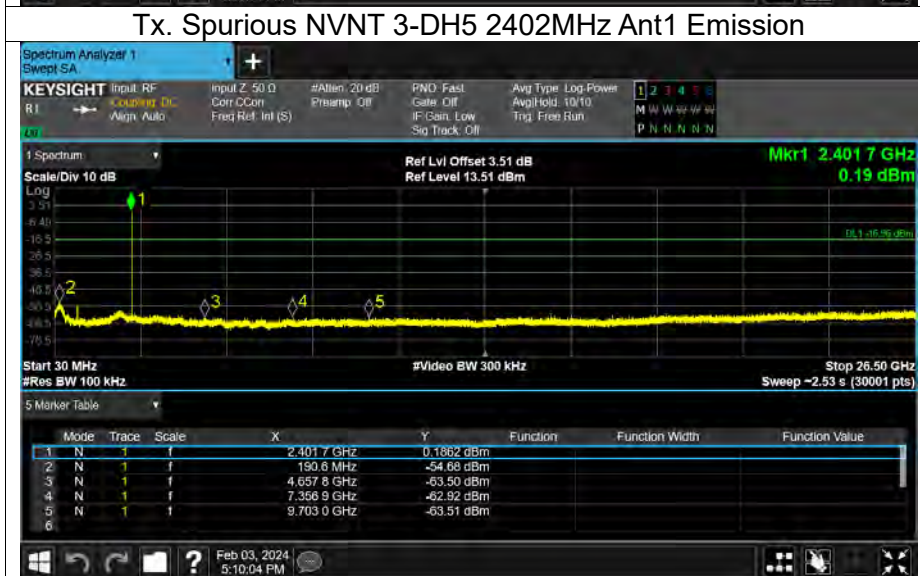 Tx. Spurious NVNT 3-DH5 2402MHz Ant1 Emission
Spectrum Analyzer 1
Swept SA
+
KEYSIGHT Input: RF Input Z: 50 Ω #Atten: 20 dB PNO: Fast Avg Type: Log-Power 1 2 3 4 5 6
R1 Coupling: DC Corr CCorr Preamp: Off Gate: Off Avg|Hold: 10/10 M W W W W W
Align: Auto Freq Ref: Int (S) IF Gain: Low Trig: Free Run
Sig Track: Off P N N N N N
1 Spectrum Ref Lvl Offset 3.51 dB Mkr1 2.401 7 GHz
Scale/Div 10 dB Ref Level 13.51 dBm 0.19 dBm
Log
3.51 1
-6.49
-16.5 DL1 -16.96 dBm
-26.5
-36.5
-46.5 2
-56.5 3 4 5
-66.5
-76.5
Start 30 MHz #Video BW 300 kHz Stop 26.50 GHz
#Res BW 100 kHz Sweep ~2.53 s (30001 pts)
5 Marker Table
Mode Trace Scale X Y Function Function Width Function Value
1 N 1 f 2.401 7 GHz 0.1862 dBm
2 N 1 f 190.6 MHz -54.68 dBm
3 N 1 f 4.657 8 GHz -63.50 dBm
4 N 1 f 7.356 9 GHz -62.92 dBm
5 N 1 f 9.703 0 GHz -63.51 dBm
6
? Feb 03, 2024
5:10:04 PM